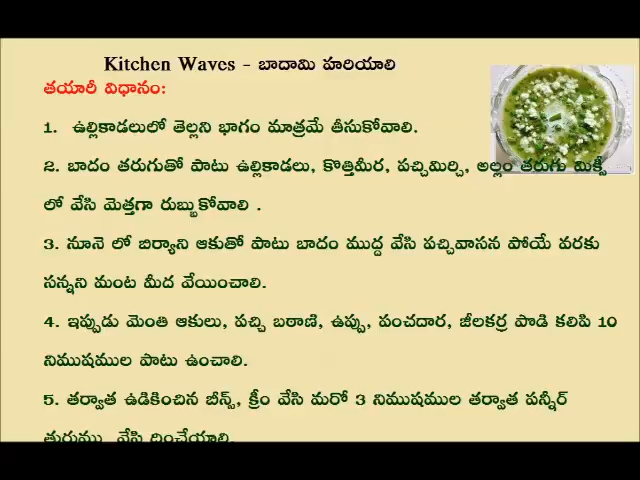 Kitchen Waves - బాదామి హరియాలి
తయారీ విధానం:
1. ఉల్లికాడలులో తెల్లని భాగం మాత్రమే తీసుకోవాలి.
2. బాదం తరుగుతో పాటు ఉల్లికాడలు, కొత్తిమీర, పచ్చిమిర్చి, అల్లం తరుగు మిక్సీ
లో వేసి మెత్తగా రుబ్బుకోవాలి .
3. నూనె లో బిర్యాని ఆకుతో పాటు బాదం ముద్ద వేసి పచ్చివాసన పోయే వరకు
సన్నని మంట మీద వేయించాలి.
4. ఇప్పుడు మెంతి ఆకులు, పచ్చి బఠాణి, ఉప్పు, పంచదార, జీలకర్ర పొడి కలిపి 10
నిముషముల పాటు ఉంచాలి.
5. తర్వాత ఉడికించిన బీన్స్, క్రీం వేసి మరో 3 నిముషముల తర్వాత పన్నీర్
తురుము వేసి దించేయాలి.